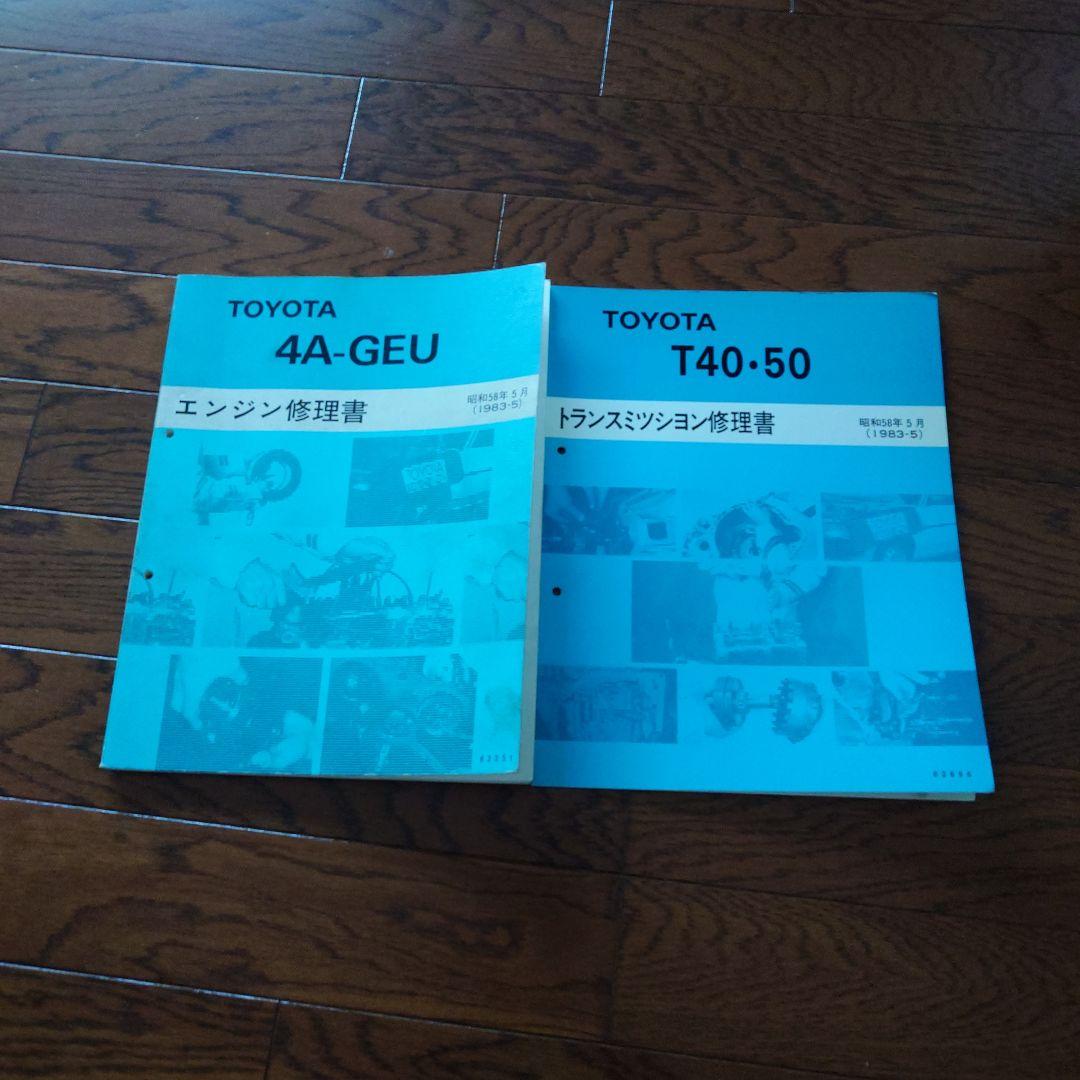 TOYOTA
4A-GEU
エンジン修理書
昭和58年5月
(1983-5)
TOYOTA
TOYOTA
T40・50
トランスミツション修理書
昭和58年5月
(1983-5)